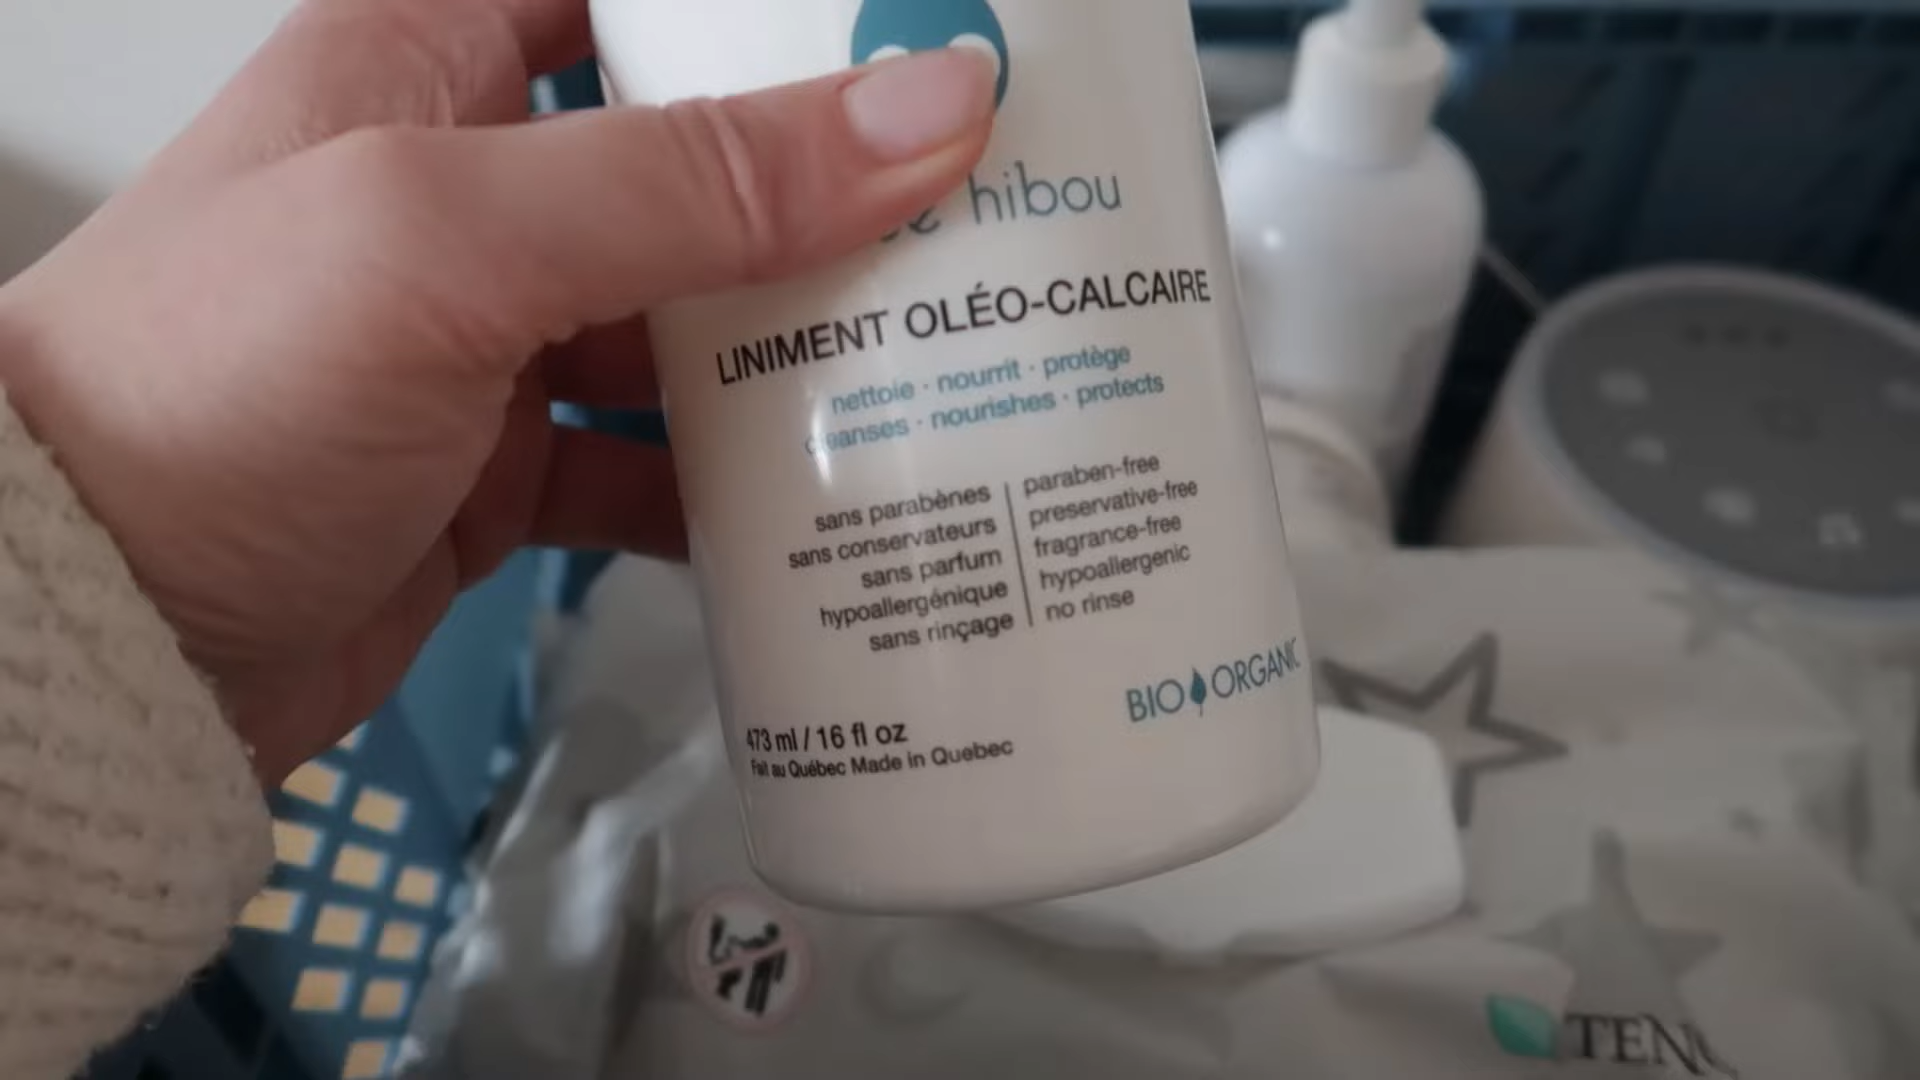 hibou
LINIMENT OLÉO-CALCAIRE
nettoie · nourrit · protège
cleanses · nourishes · protects
sans parabènes
sans conservateurs
sans parfum
hypoallergénique
sans rinçage
paraben-free
preservative-free
fragrance-free
hypoallergenic
no rinse
BIO ORGANIC
473 ml / 16 fl oz
Fait au Québec Made in Quebec